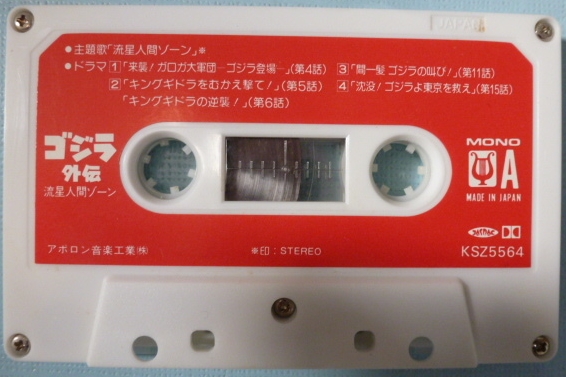 JAPAN
●主題歌「流星人間ゾーン」※
●ドラマ 1「来襲！ガロガ大軍団―ゴジラ登場―」(第4話) 3「間一髪 ゴジラの叫び！」(第11話)
2「キングギドラをむかえ撃て！」(第5話) 4「沈没！ゴジラよ東京を救え」(第15話)
「キングギドラの逆襲！」(第6話)
ゴジラ
外伝
流星人間ゾーン
MONO
A
MADE IN JAPAN
アポロン音楽工業㈱
※印：STEREO
KSZ5564